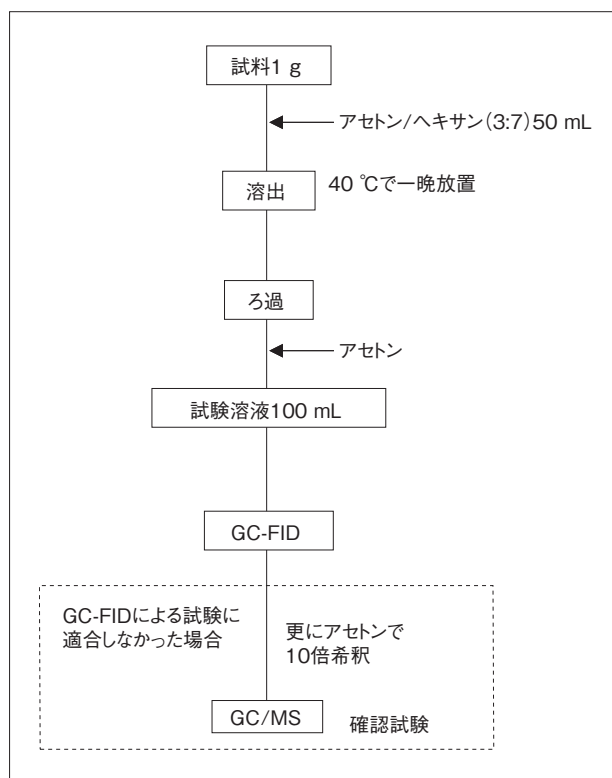 試料1 g
アセトン/ヘキサン(3:7)50 mL
溶出
40 ℃で一晩放置
ろ過
アセトン
試験溶液100 mL
GC-FID
GC-FIDによる試験に
適合しなかった場合
更にアセトンで
10倍希釈
GC/MS
確認試験